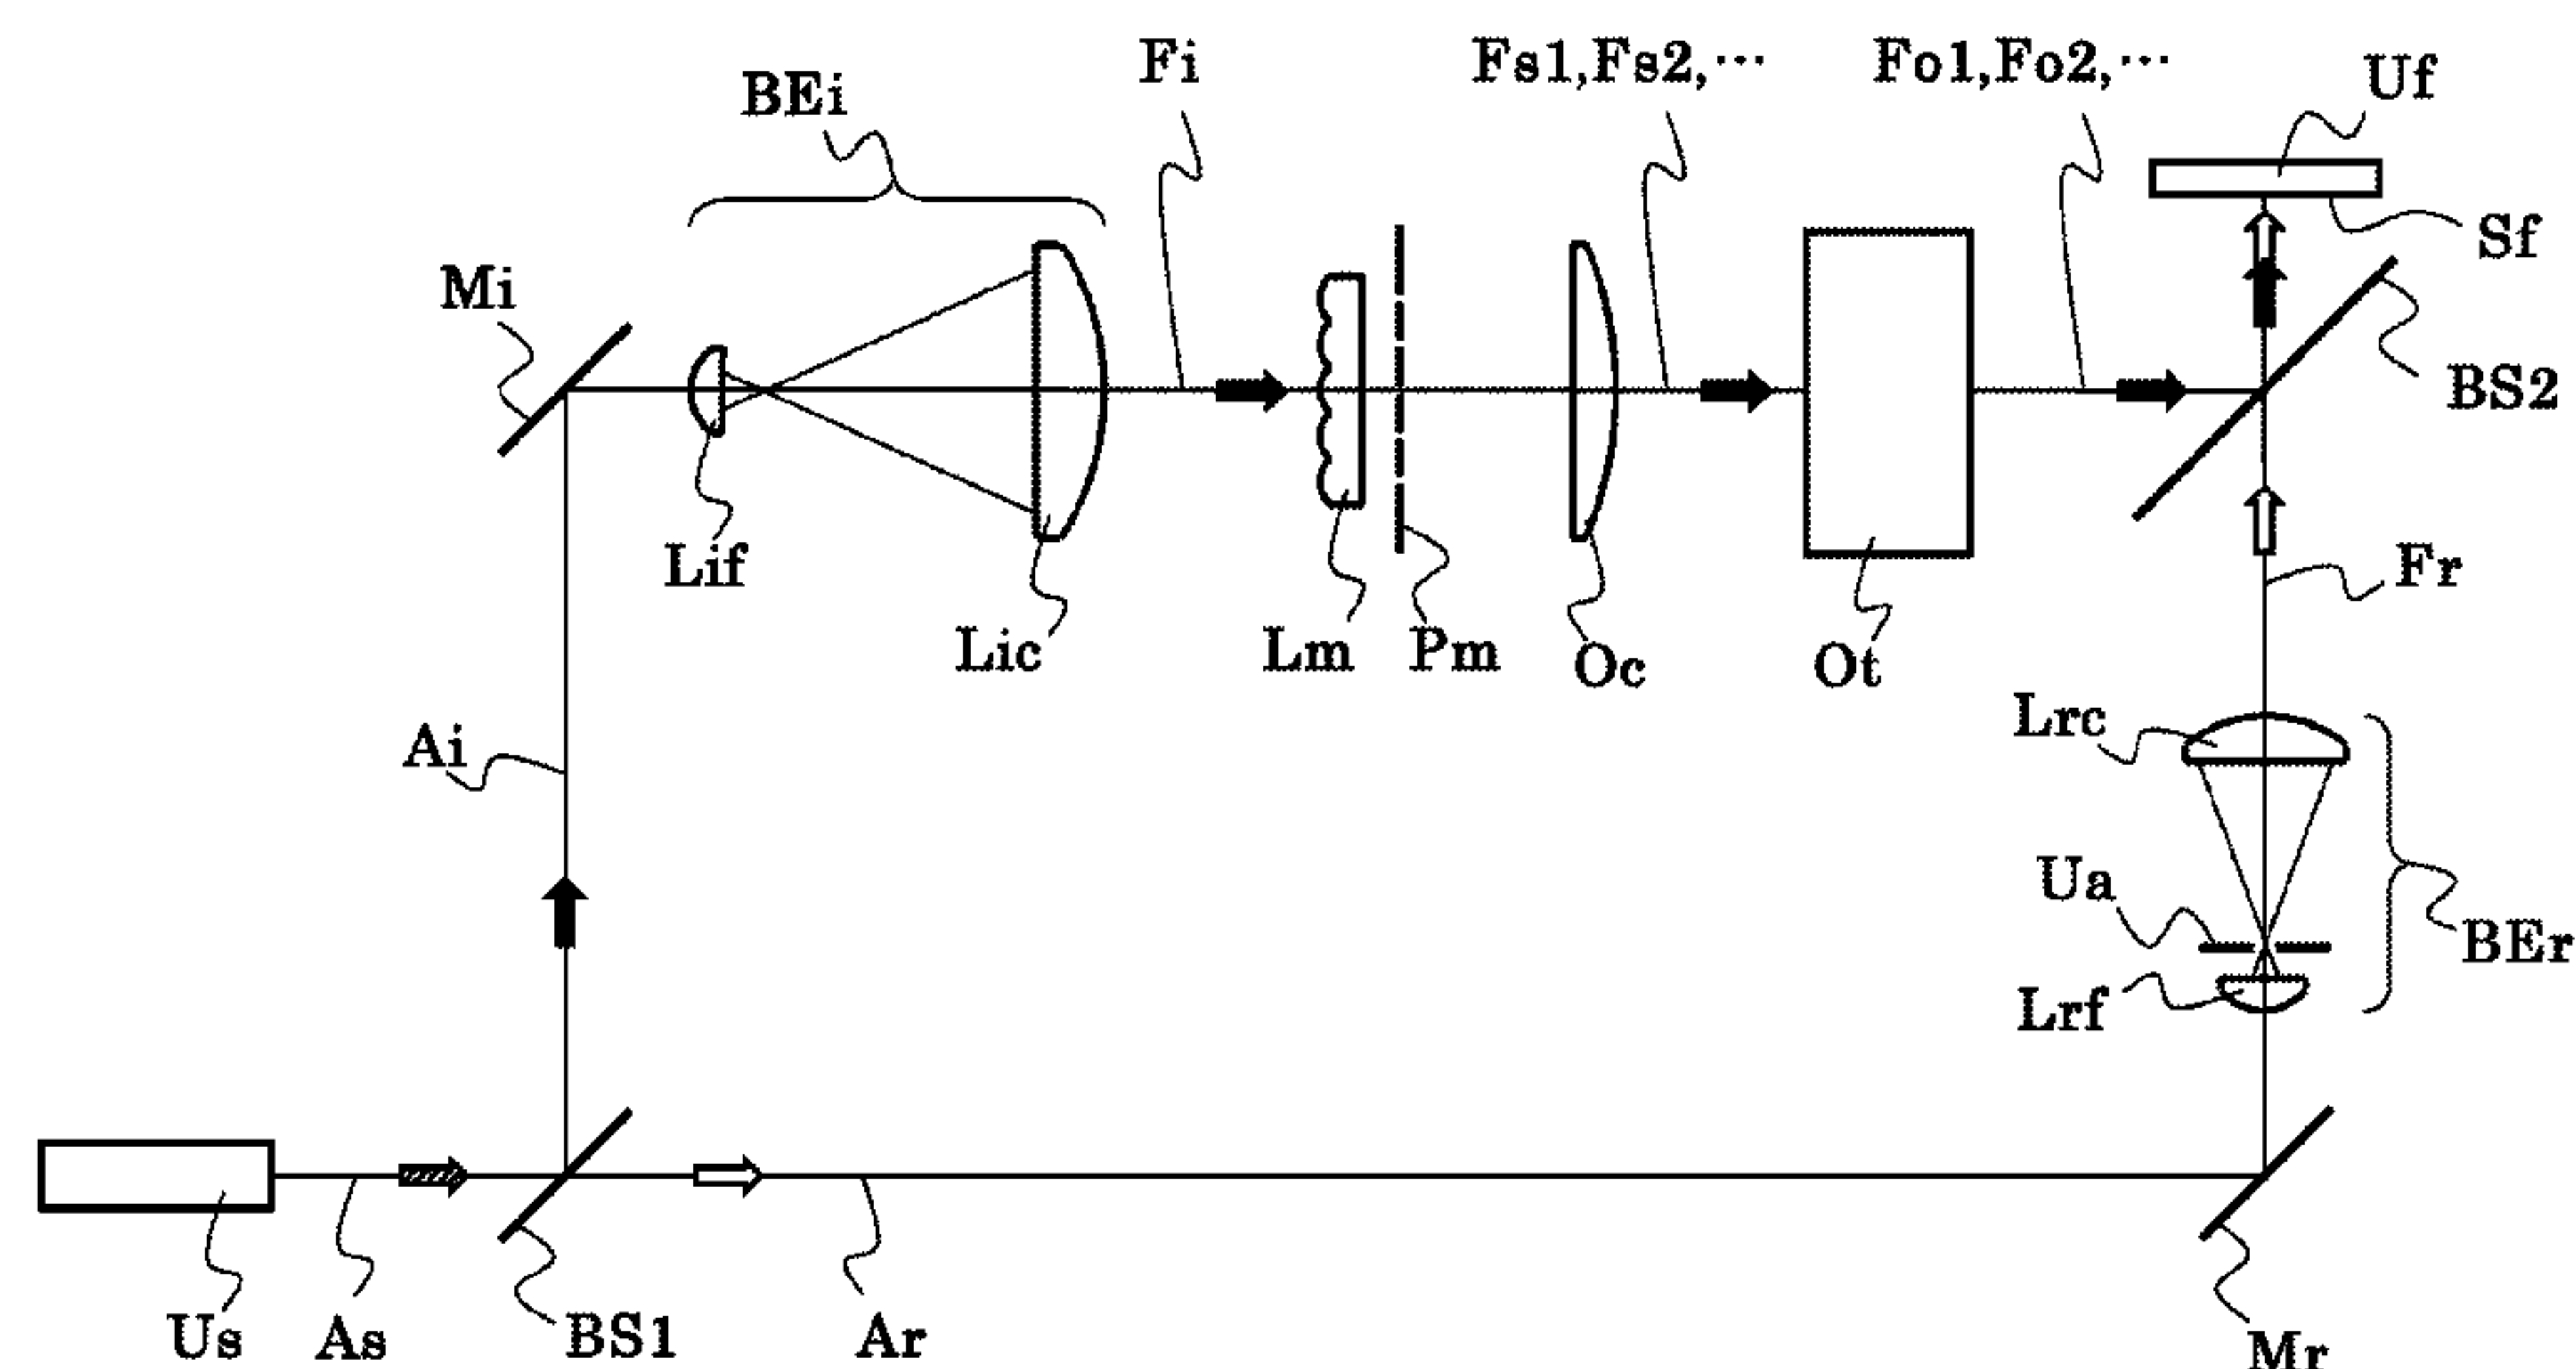 Fi
Fs1,Fs2,…
Fo1,Fo2,…
Uf
BEi
Sf
Mi
BS2
Lif
Fr
Lic
Lm
Pm
Oc
Ot
Lrc
Ai
Ua
BEr
Lrf
Us
As
BS1
Ar
Mr